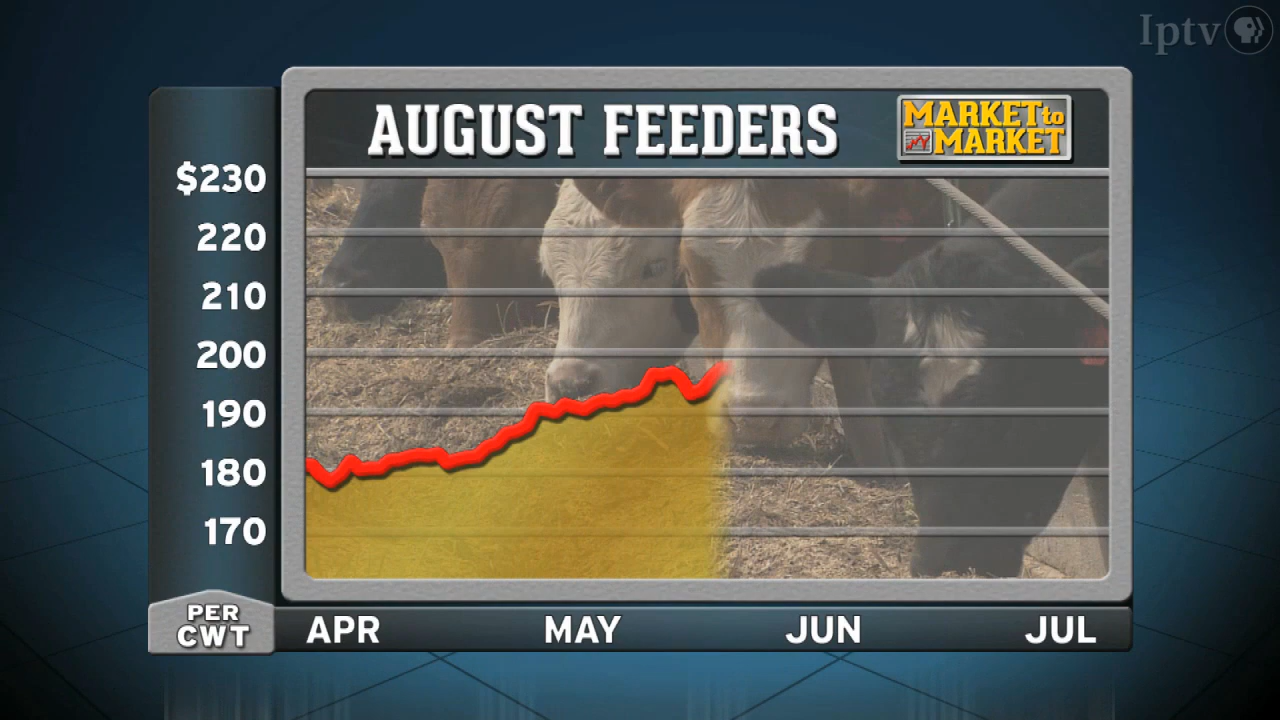 Iptv
AUGUST FEEDERS
MARKET to
MARKET
$230
220
210
200
190
180
170
PER
CWT
APR MAY JUN JUL